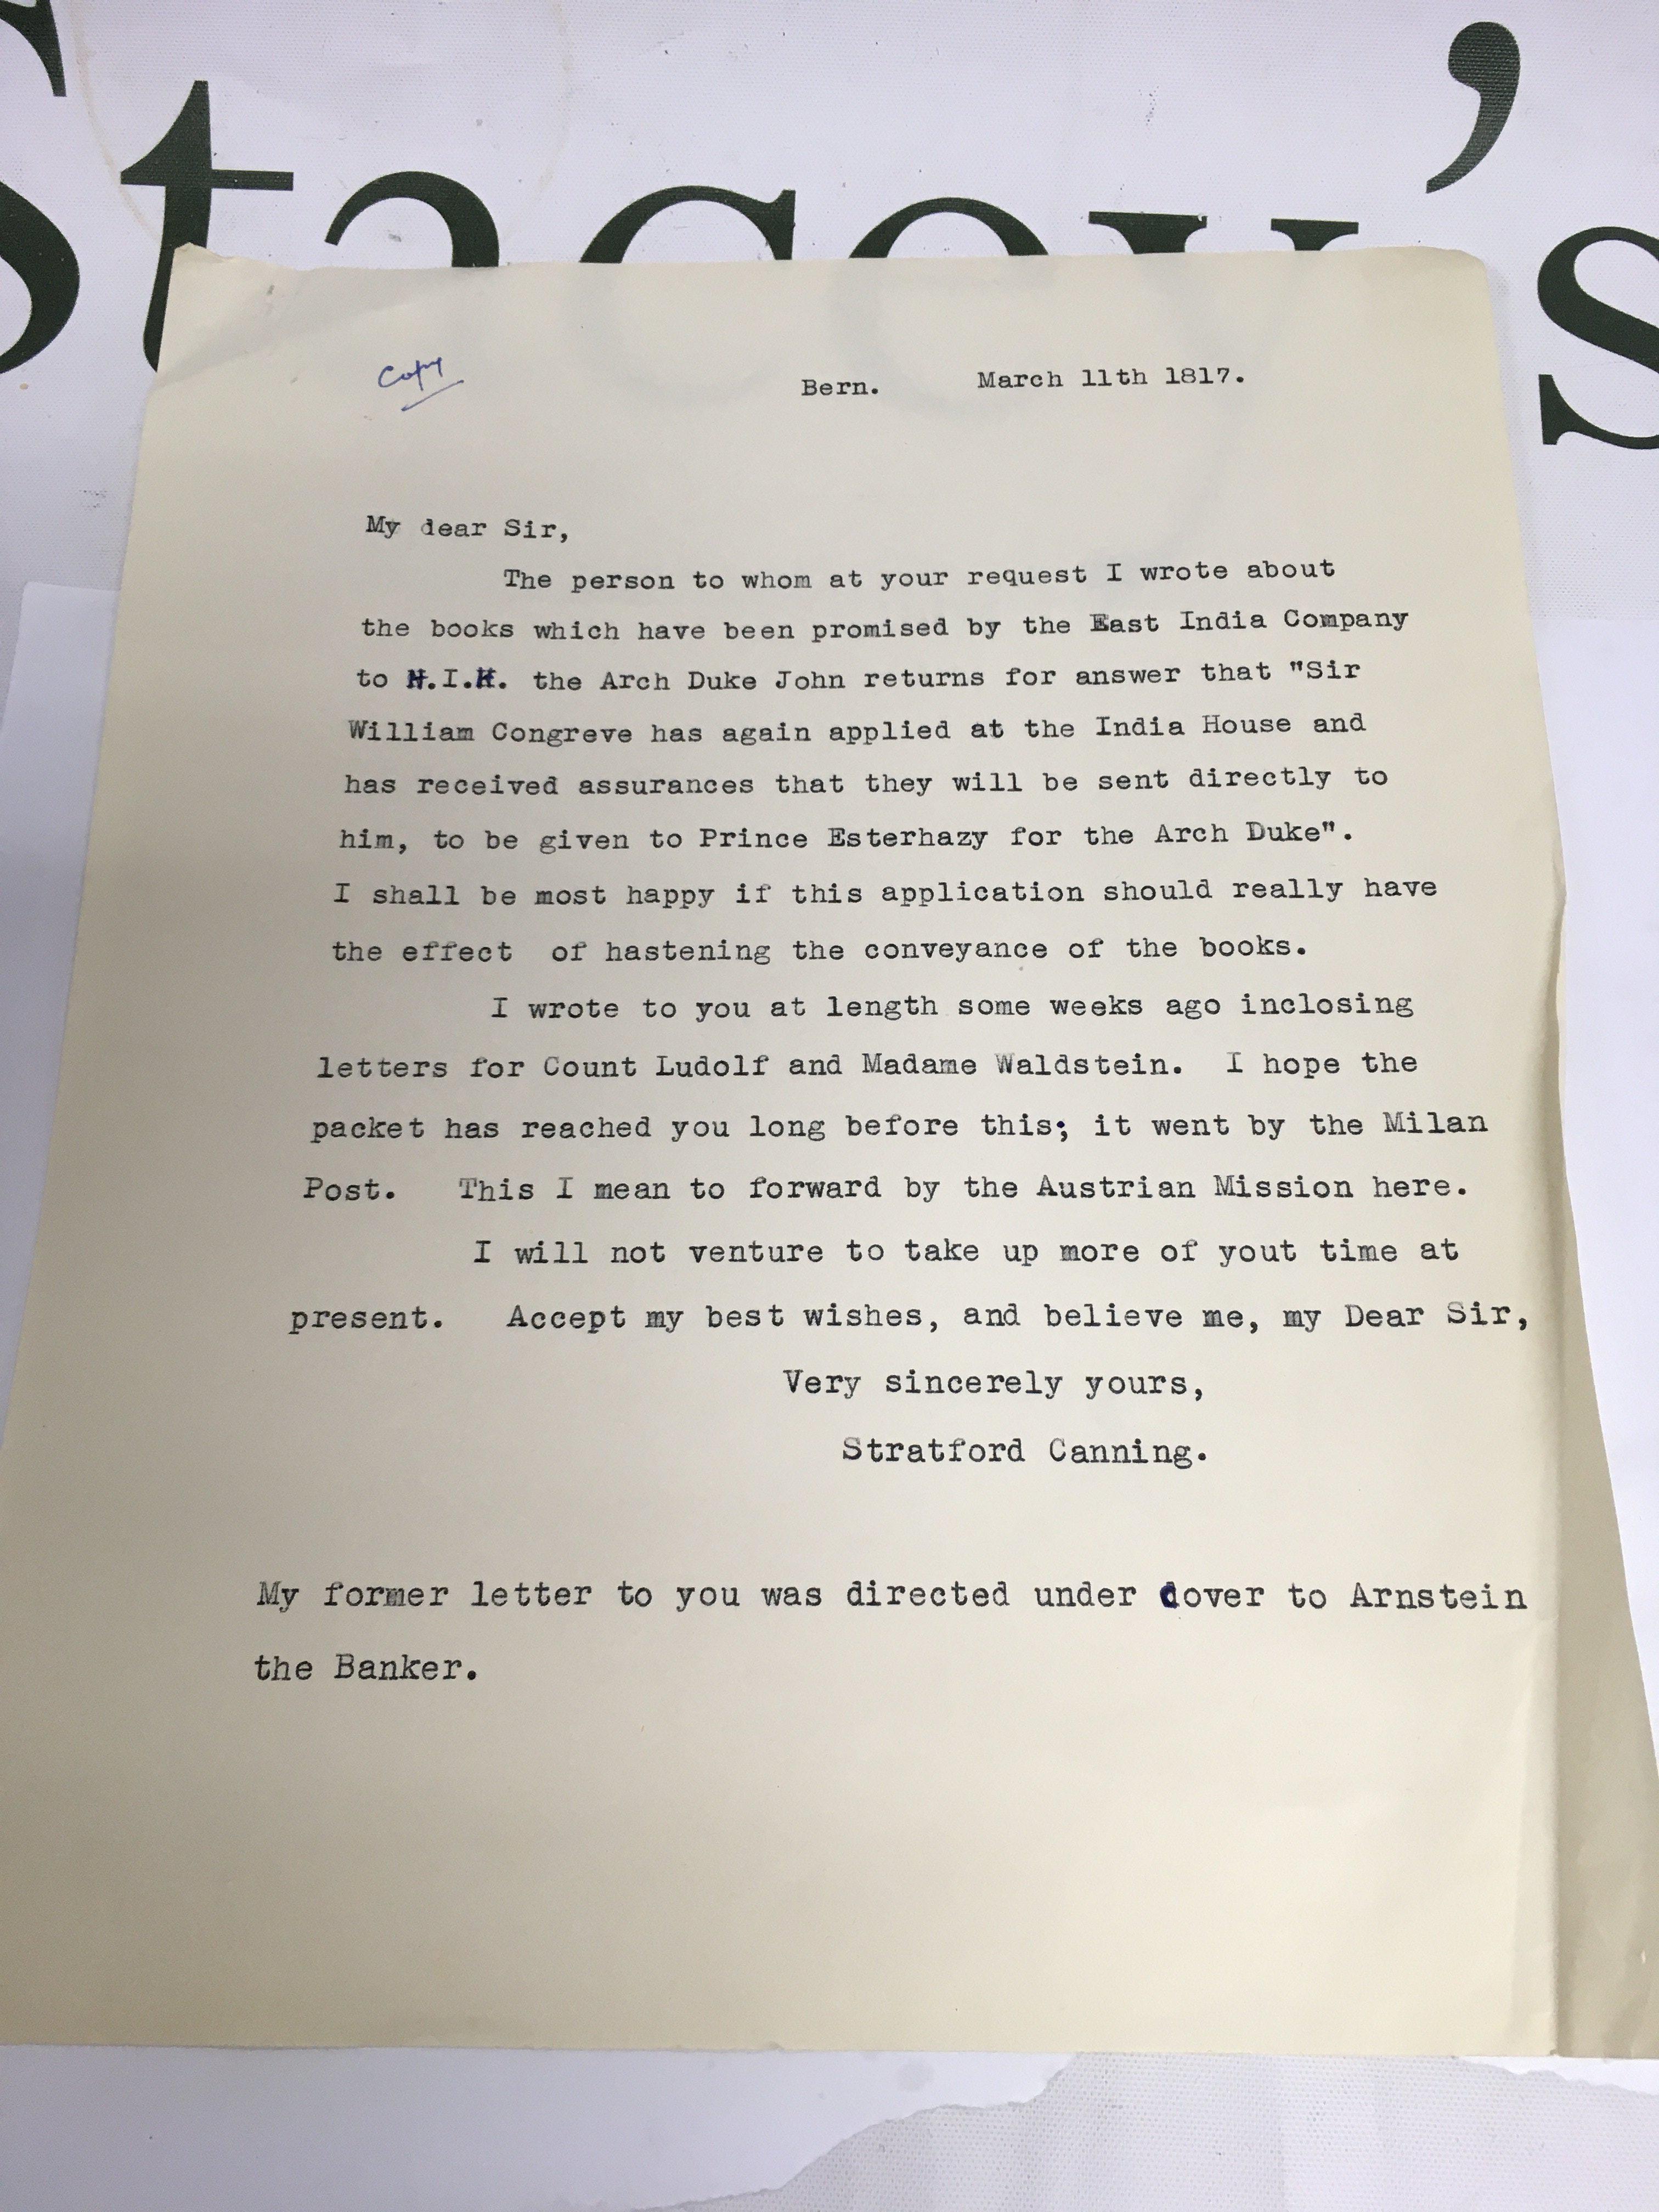 Stacey's
Copy
Bern. March 11th 1817.
My dear Sir,
The person to whom at your request I wrote about
the books which have been promised by the East India Company
to H.I.H. the Arch Duke John returns for answer that "Sir
William Congreve has again applied at the India House and
has received assurances that they will be sent directly to
him, to be given to Prince Esterhazy for the Arch Duke".
I shall be most happy if this application should really have
the effect of hastening the conveyance of the books.
I wrote to you at length some weeks ago inclosing
letters for Count Ludolf and Madame Waldstein. I hope the
packet has reached you long before this; it went by the Milan
Post. This I mean to forward by the Austrian Mission here.
I will not venture to take up more of yout time at
present. Accept my best wishes, and believe me, my Dear Sir,
Very sincerely yours,
Stratford Canning.
My former letter to you was directed under cover to Arnstein
the Banker.